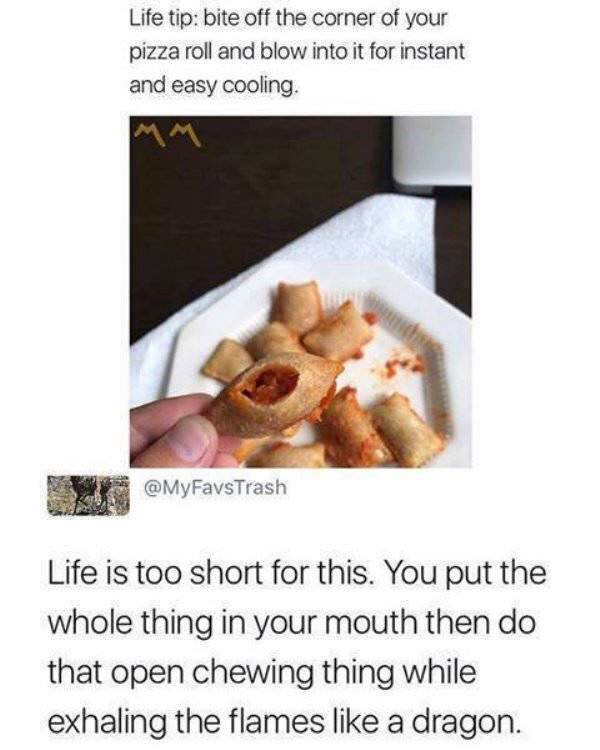 Life tip: bite off the corner of your
pizza roll and blow into it for instant
and easy cooling.
MM
@MyFavsTrash
Life is too short for this. You put the
whole thing in your mouth then do
that open chewing thing while
exhaling the flames like a dragon.